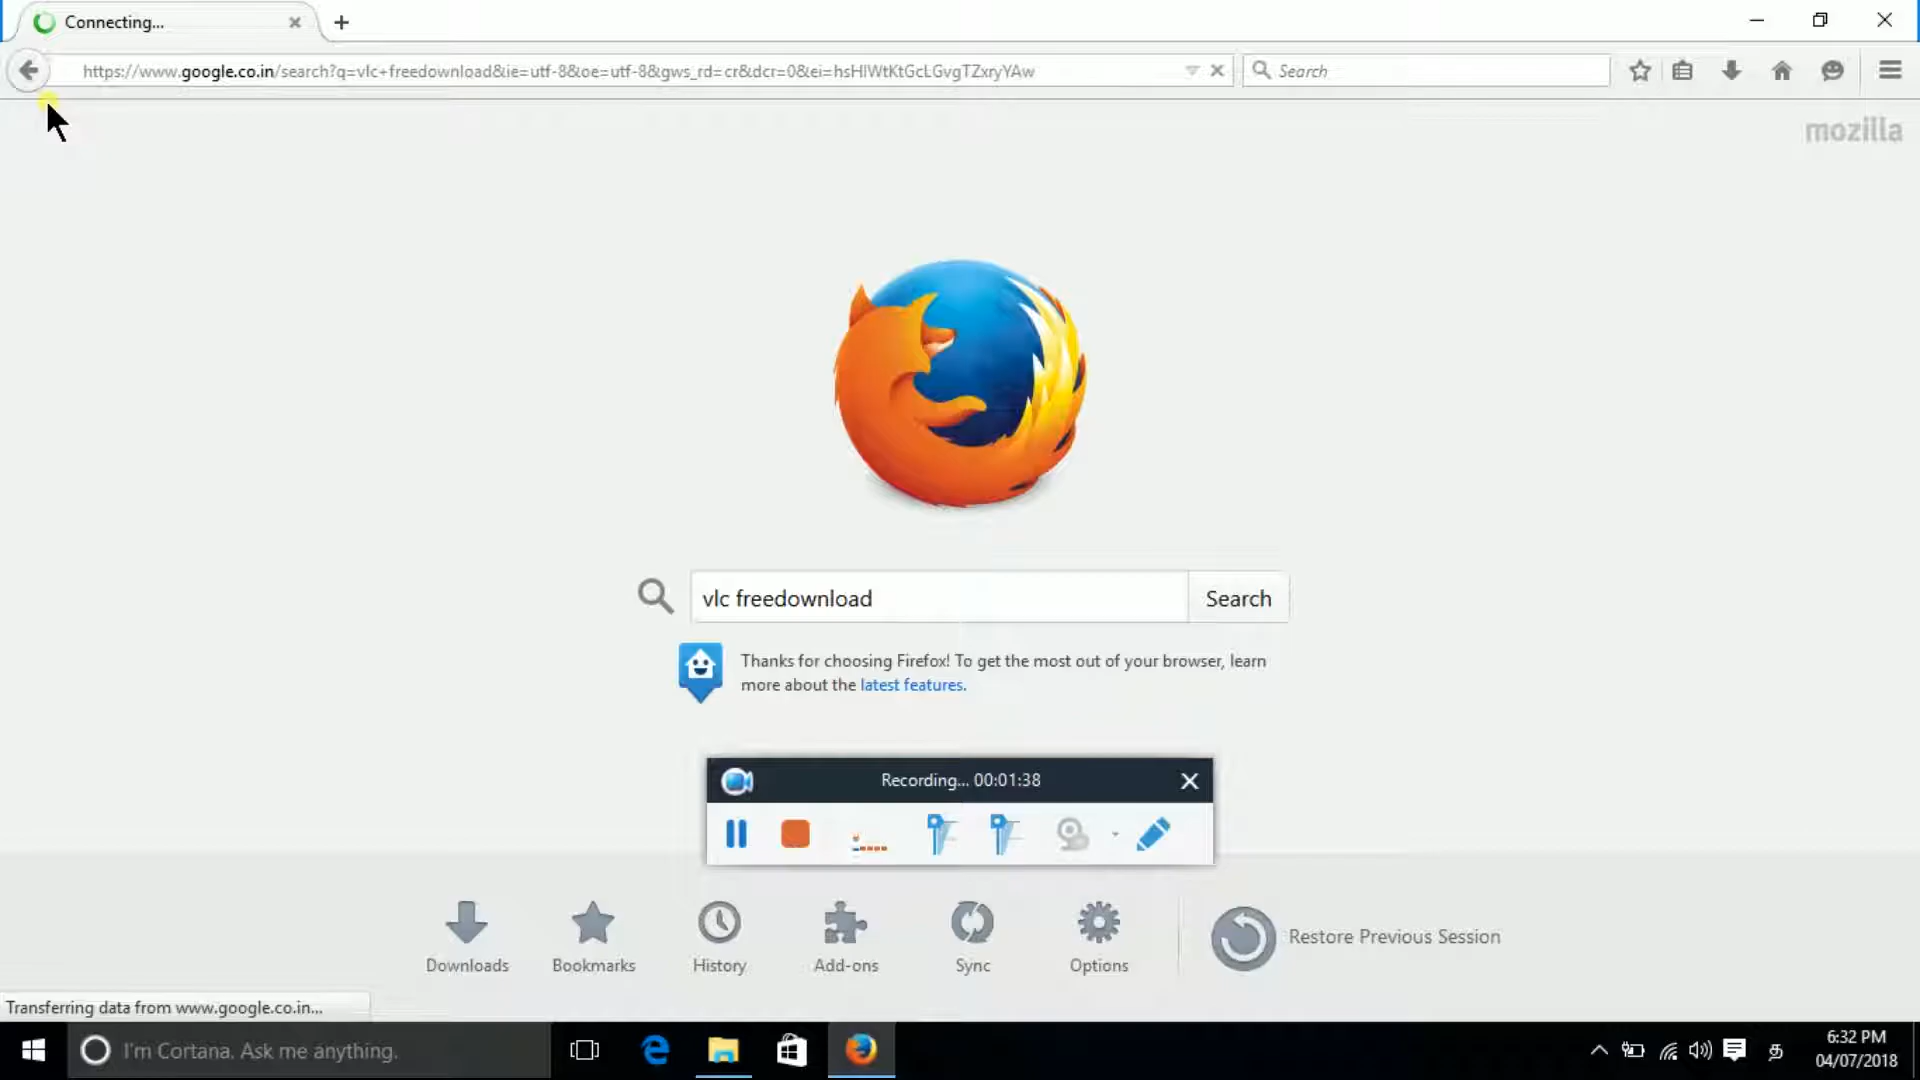 Connecting...
https://www.google.co.in/search?q=vlc+freedownload&ie=utf-8&oe=utf-8&gws_rd=cr&dcr=0&ei=hsHIWtKtGcLGvgTZxryYAw
Search
mozilla
vlc freedownload
Search
Thanks for choosing Firefox! To get the most out of your browser, learn
more about the latest features.
Recording... 00:01:38
Downloads
Bookmarks
History
Add-ons
Sync
Options
Restore Previous Session
Transferring data from www.google.co.in...
I'm Cortana. Ask me anything.
த
6:32 PM
04/07/2018